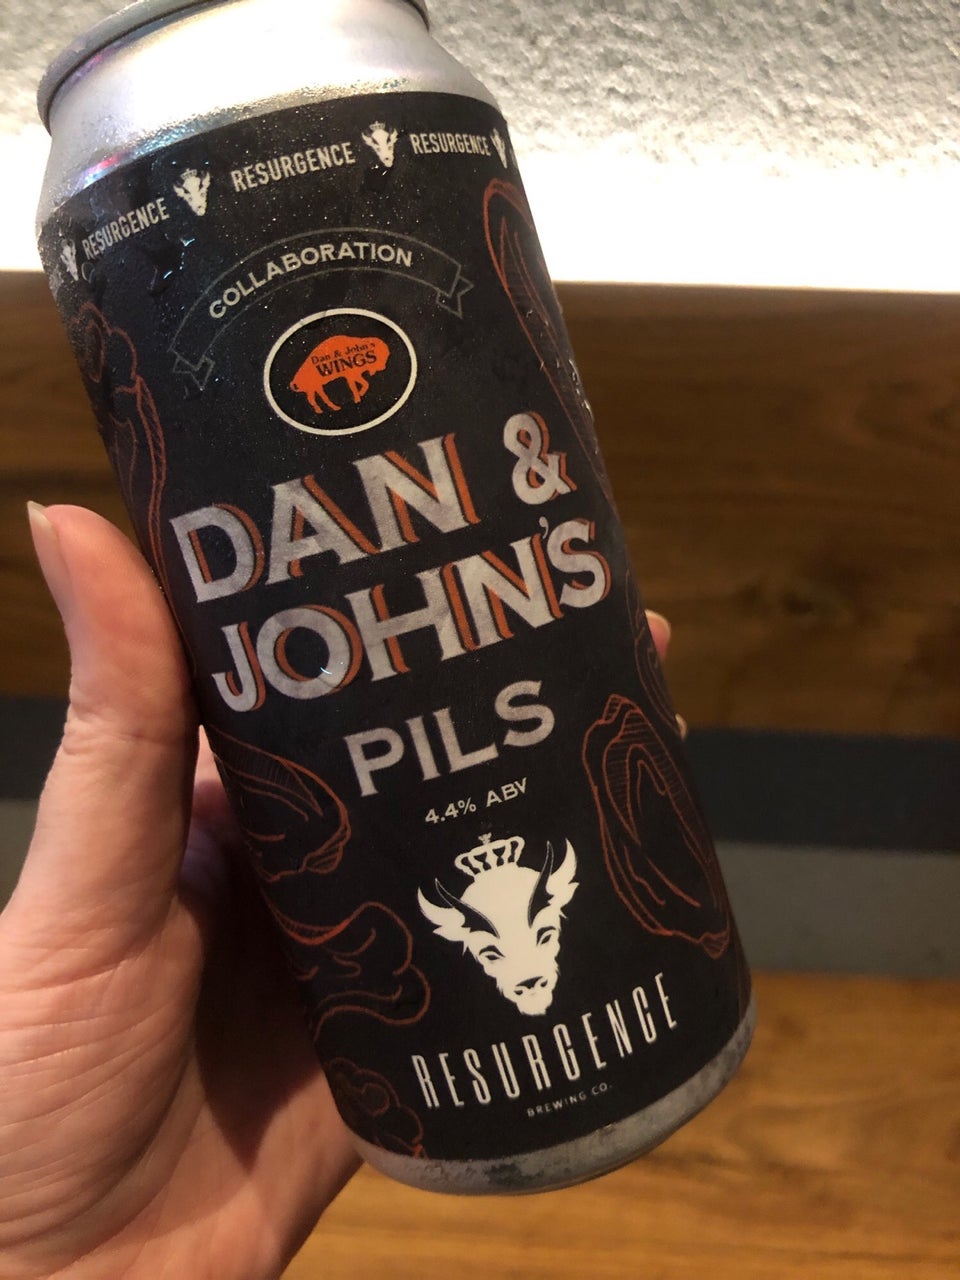 RESURGENCE RESURGENCE RESURGENCE
COLLABORATION
Dan & John's
WINGS
DAN &
JOHN'S
PILS
4.4% ABV
RESURGENCE
BREWING CO.